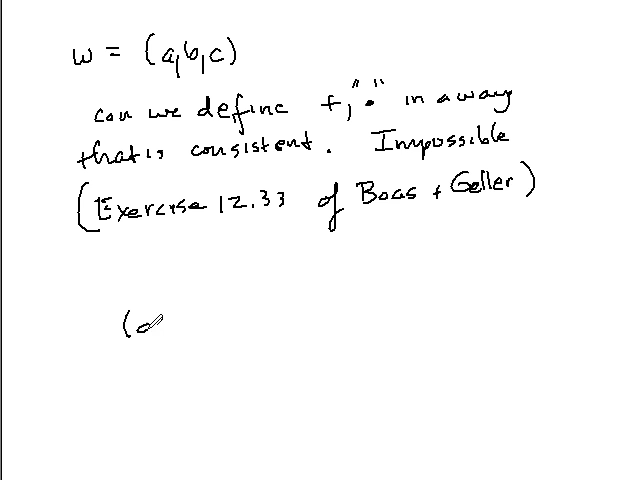 w = (a,b,c)
can we define +, "•" in a way
that is consistent. Impossible
(Exercise 12.33 of Boas + Geller)
(a